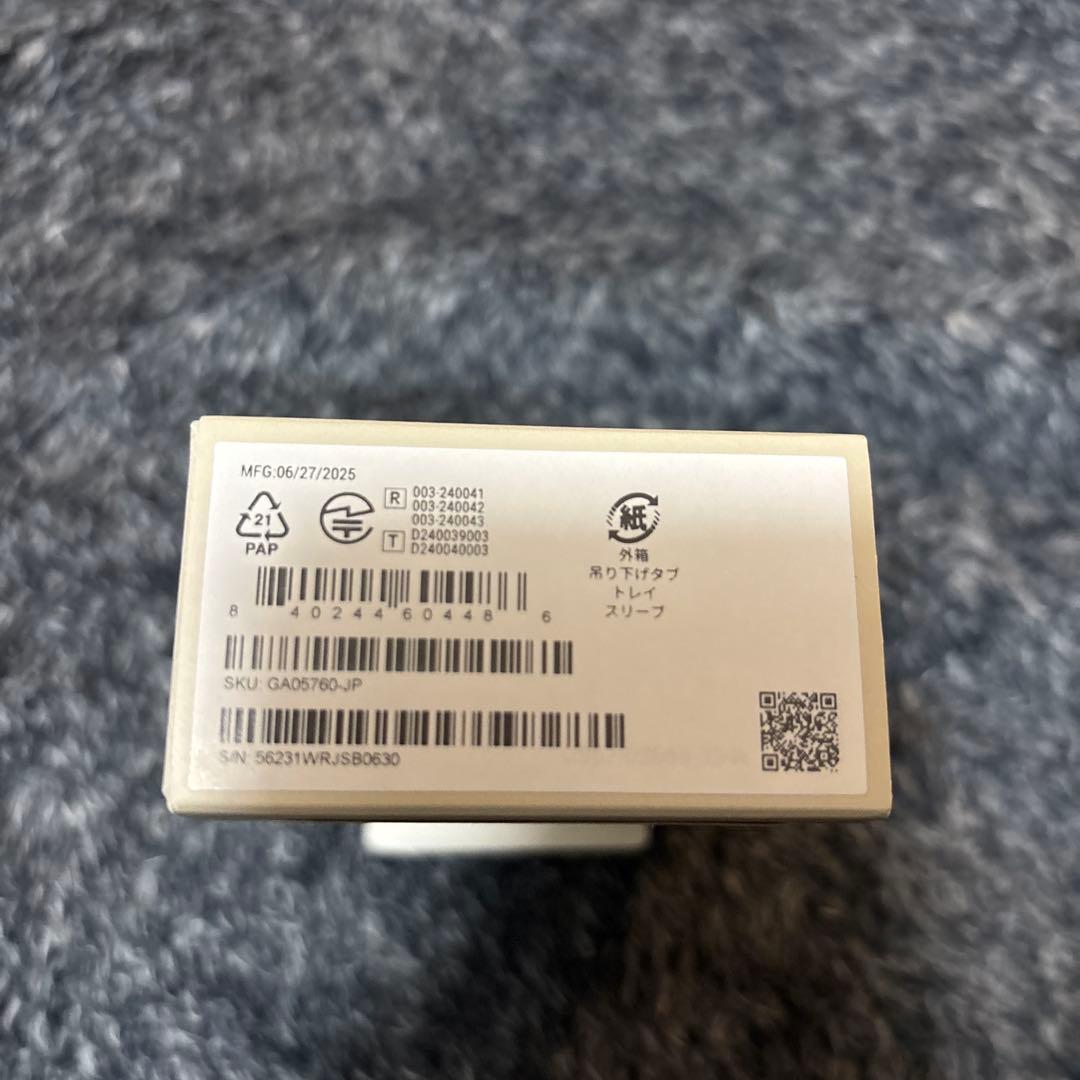 MFG:06/27/2025
21
PAP
R 003-240041
003-240042
003-240043
T D240039003
D240040003
紙
外箱
吊り下げタブ
トレイ
スリーブ
8 40244 60448 6
SKU: GA05760-JP
S/N: 56231WRJSB0630